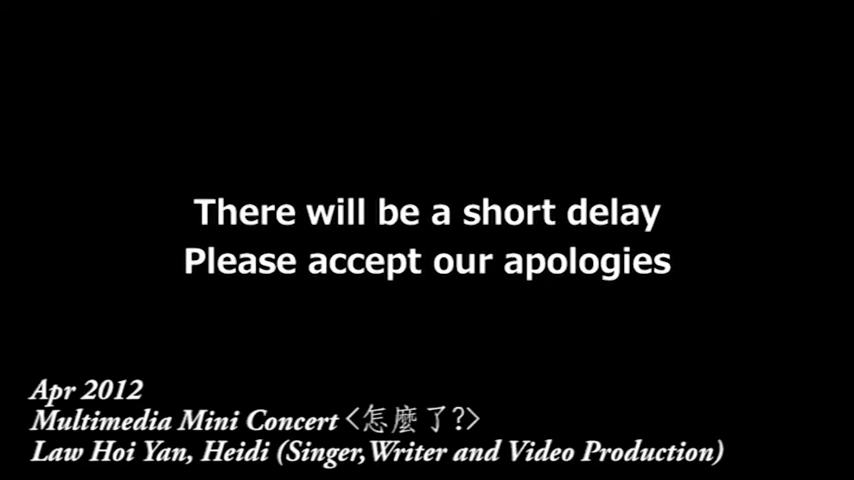 There will be a short delay
Please accept our apologies
Apr 2012
Multimedia Mini Concert <怎麼了?>
Law Hoi Yan, Heidi (Singer,Writer and Video Production)